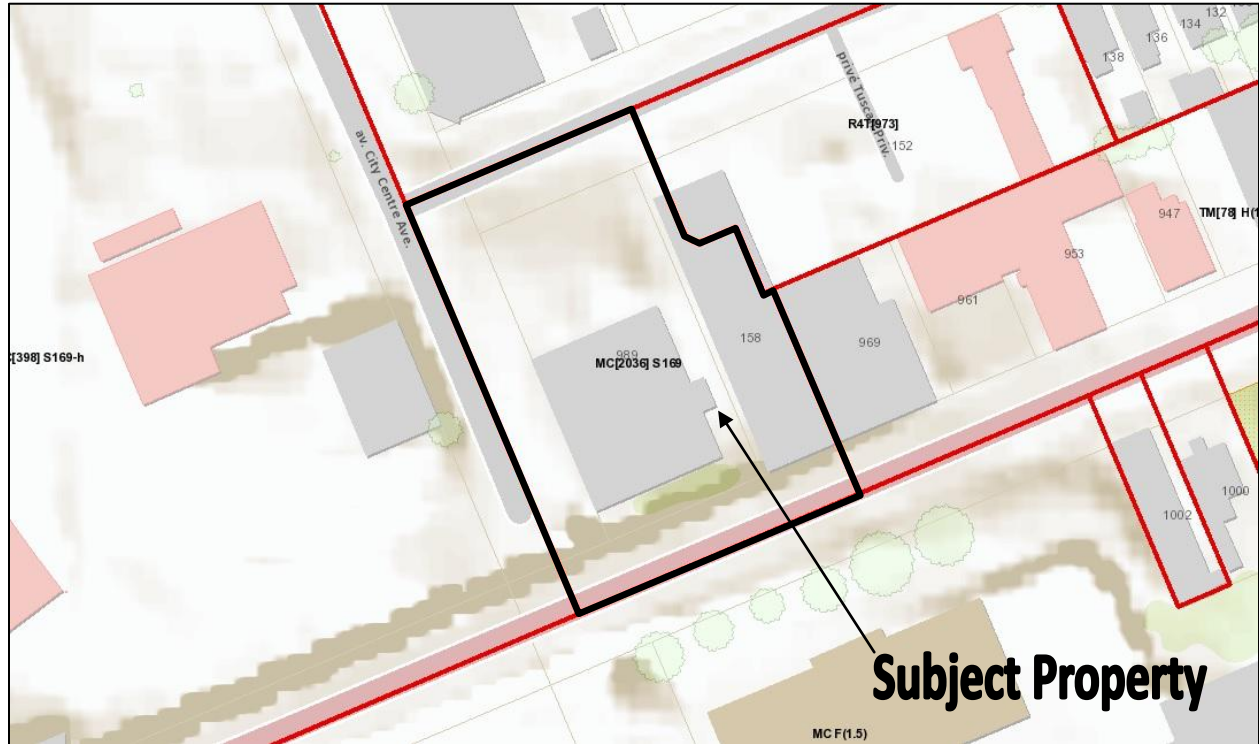 132
134
136
138
privé Tuscan Priv.
R4T[973]
152
av. City Centre Ave.
947
TM[78] H(1
953
961
158
969
989
MC[2036] S169
[398] S169-h
1002
1000
Subject Property
MC F(1.5)